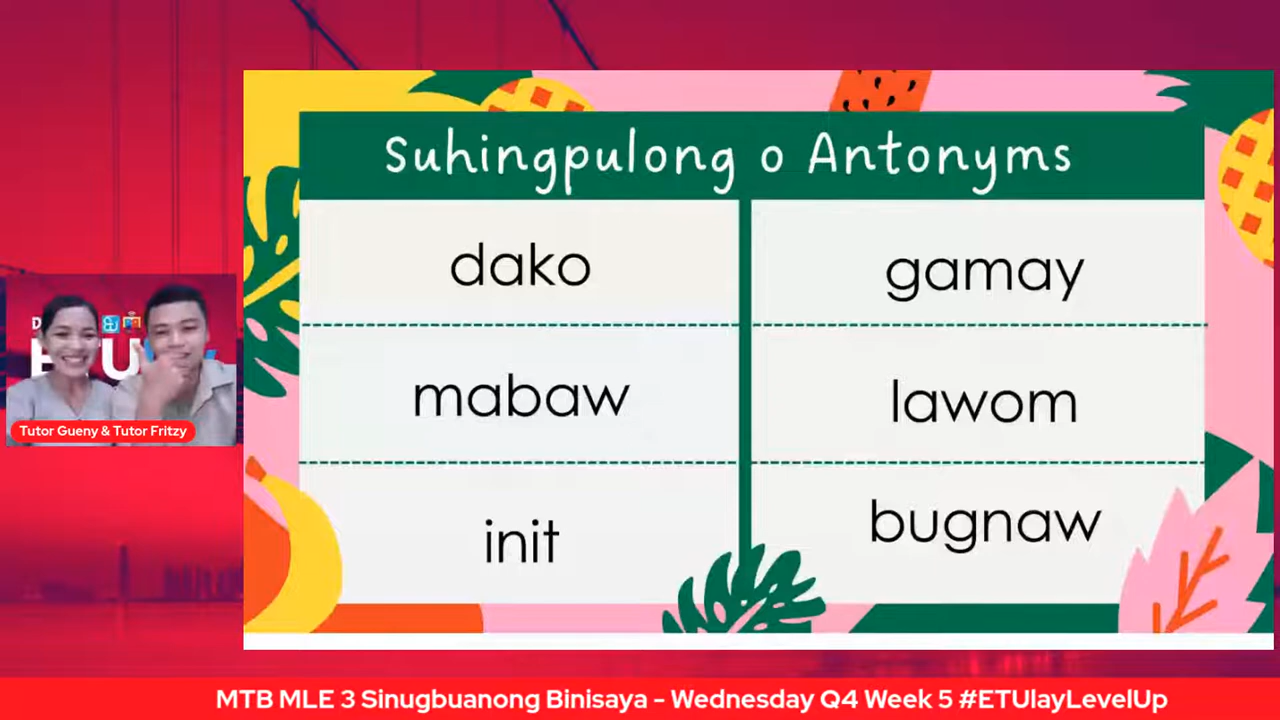 Suhingpulong o Antonyms
dako
gamay
mabaw
lawom
init
bugnaw
Tutor Gueny & Tutor Fritzy
MTB MLE 3 Sinugbuanong Binisaya - Wednesday Q4 Week 5 #ETUlayLevelUp